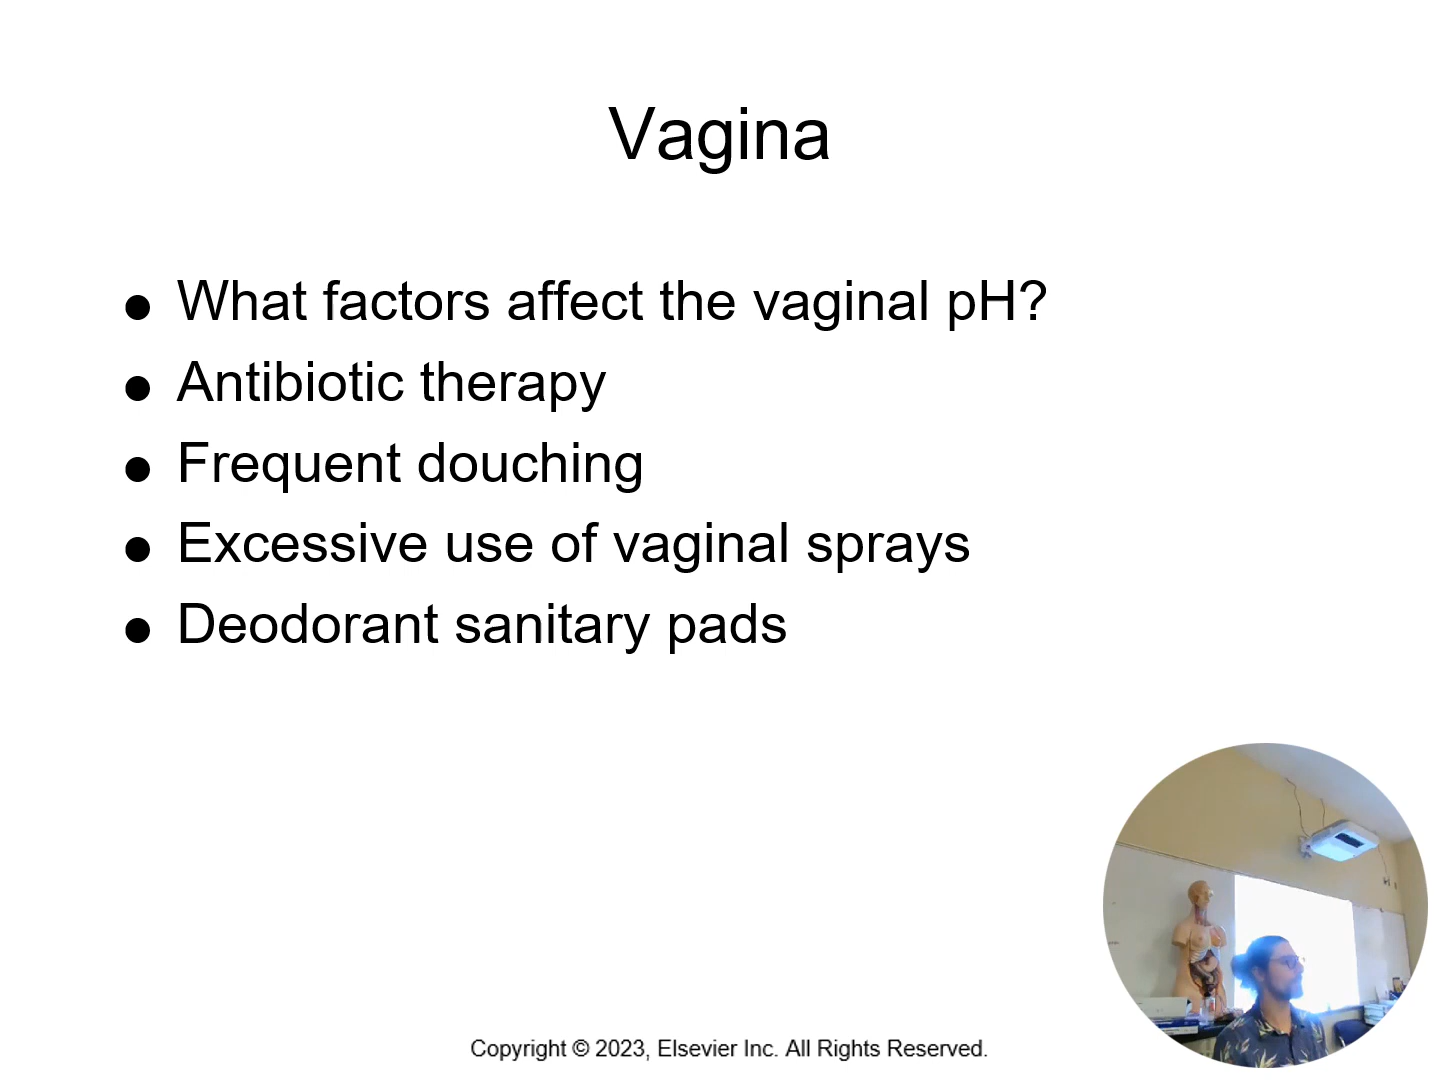 Vagina
● What factors affect the vaginal pH?
● Antibiotic therapy
● Frequent douching
● Excessive use of vaginal sprays
● Deodorant sanitary pads
Copyright © 2023, Elsevier Inc. All Rights Reserved.